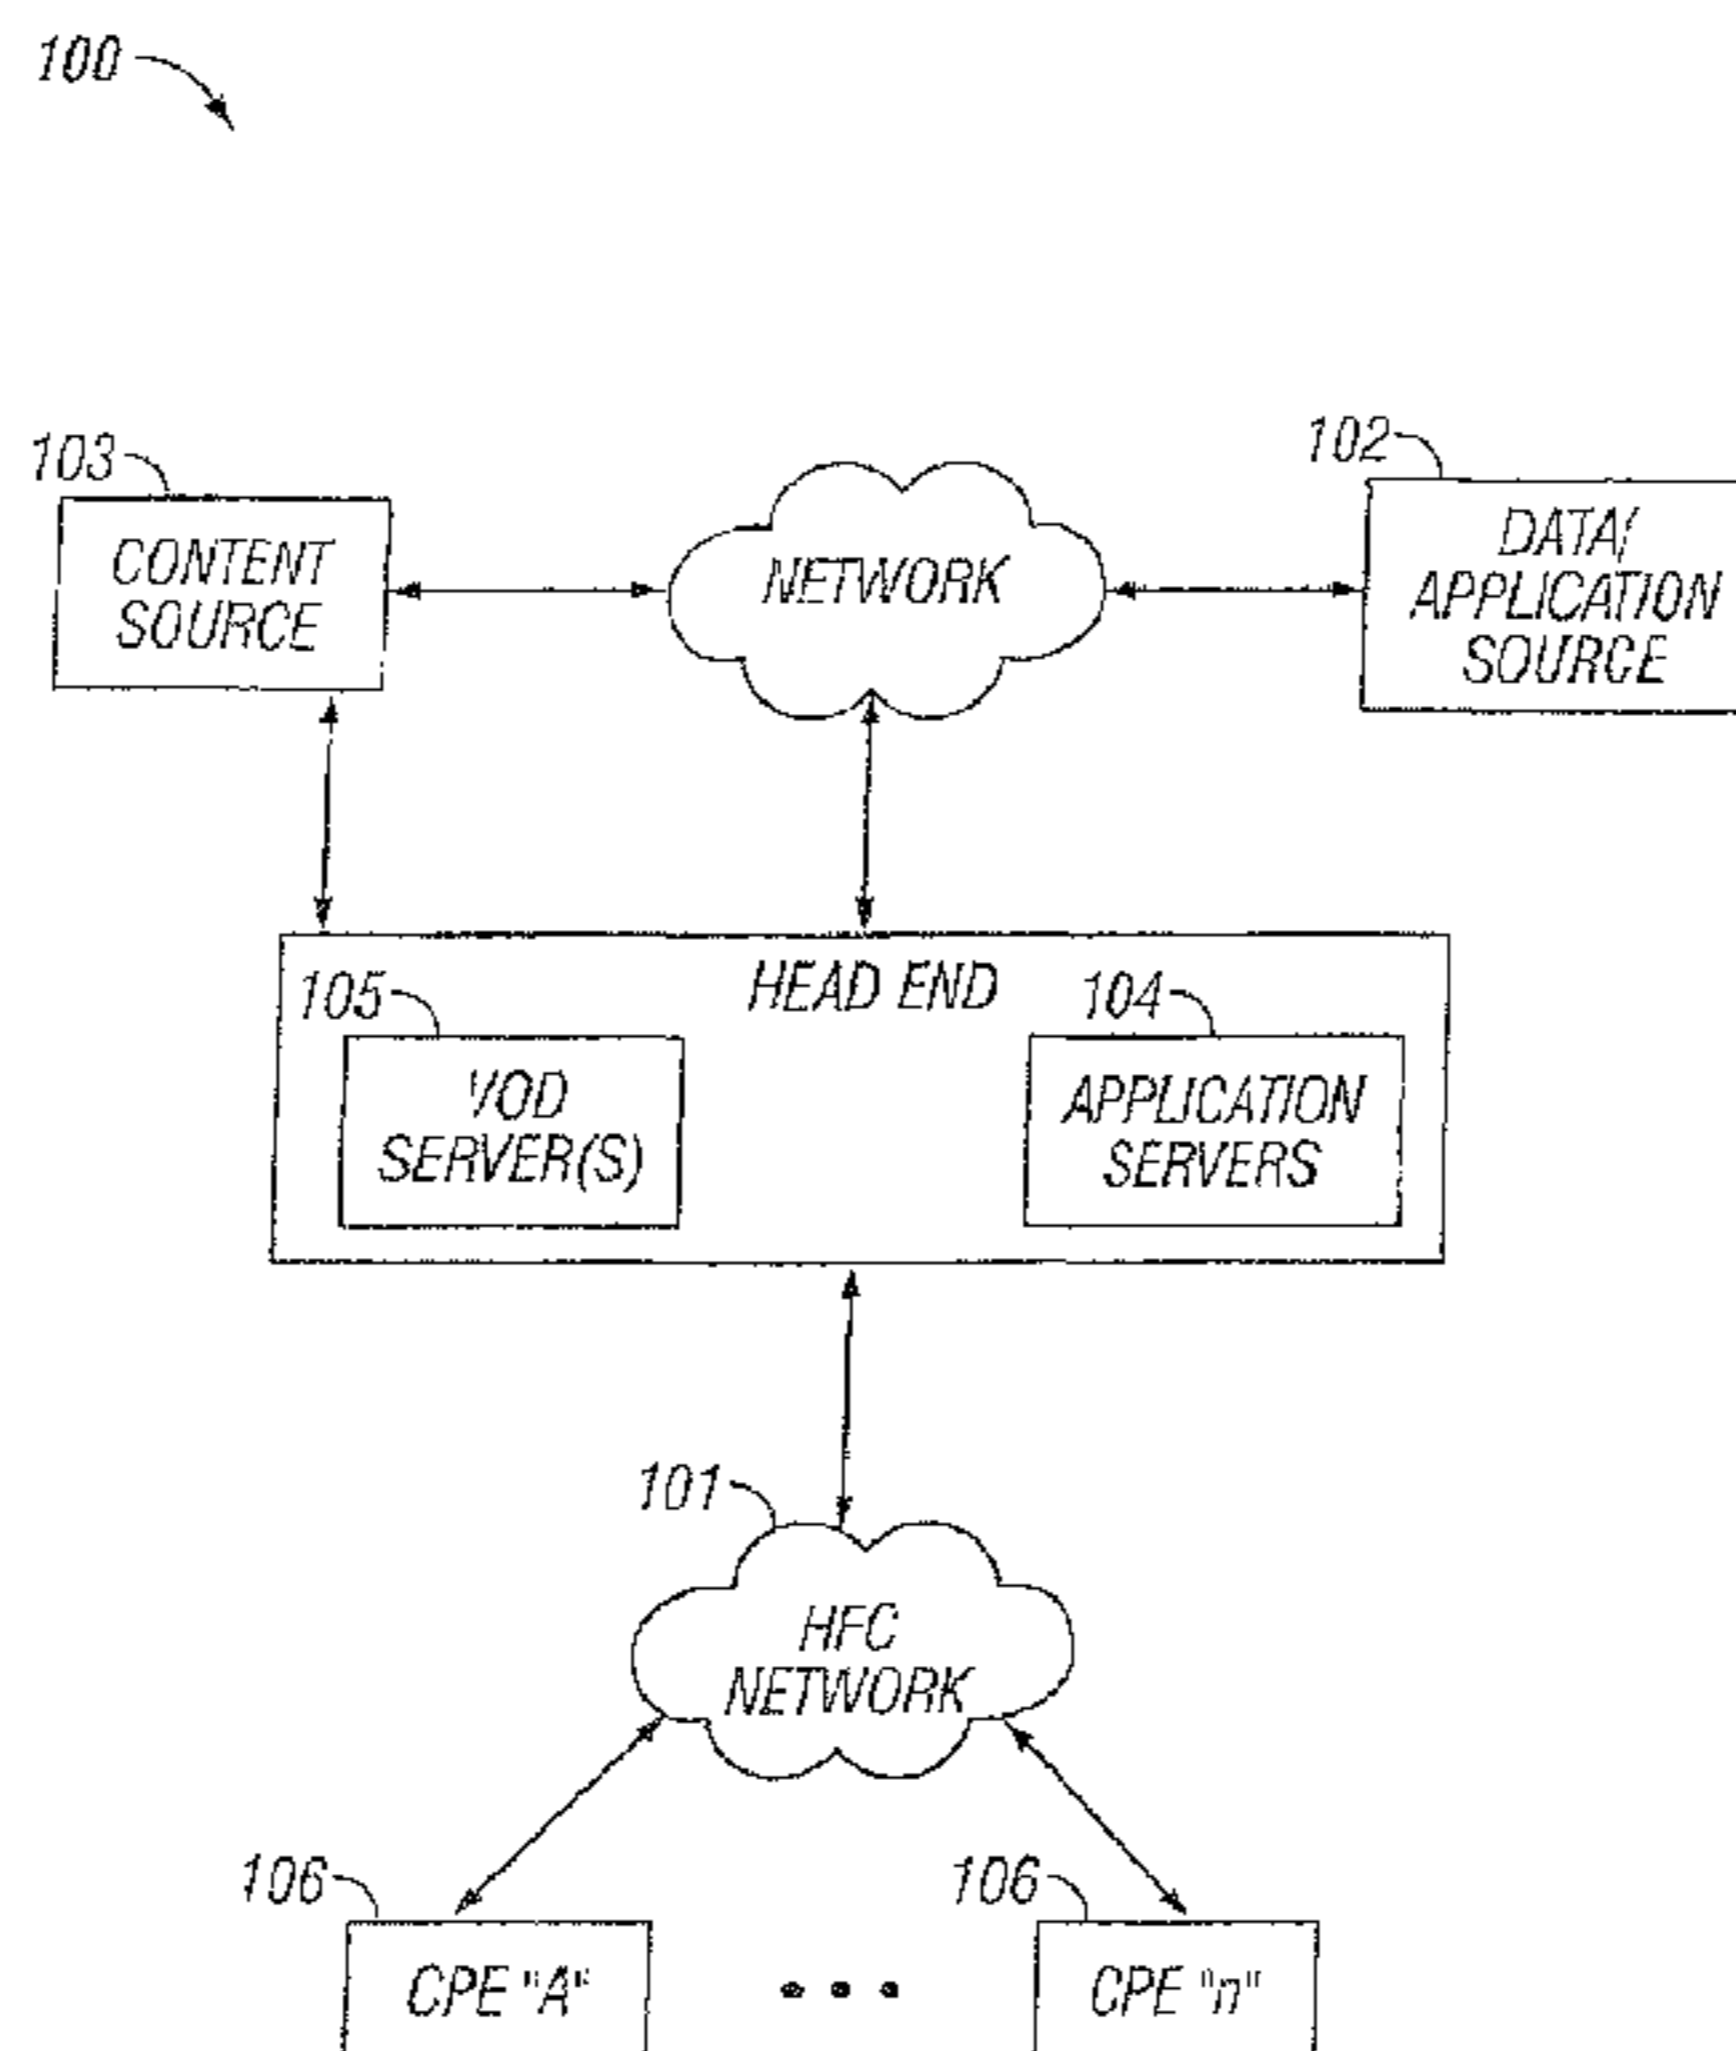 100
103
CONTENT
SOURCE
NETWORK
102
DATA/
APPLICATION
SOURCE
HEAD END
105
VOD
SERVER(S)
104
APPLICATION
SERVERS
101
HFC
NETWORK
106
CPE "A"
• • •
106
CPE "n"